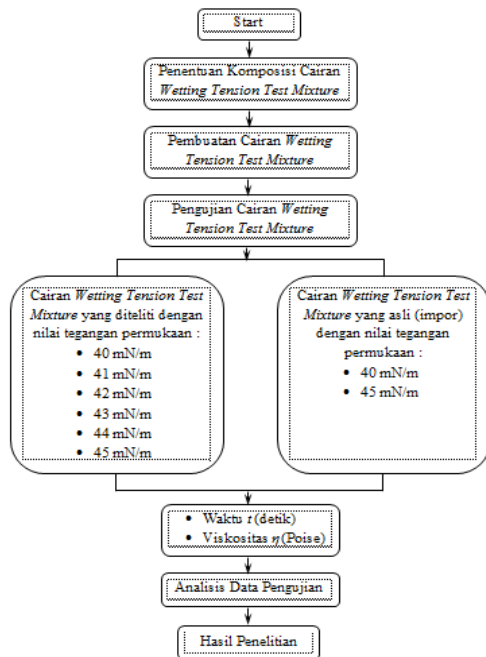 Start
Penentuan Komposisi Cairan
Wetting Tension Test Mixture
Pembuatan Cairan Wetting
Tension Test Mixture
Pengujian Cairan Wetting
Tension Test Mixture
Cairan Wetting Tension Test
Mixture yang diteliti dengan
nilai tegangan permukaan :
• 40 mN/m
• 41 mN/m
• 42 mN/m
• 43 mN/m
• 44 mN/m
• 45 mN/m
Cairan Wetting Tension Test
Mixture yang asli (impor)
dengan nilai tegangan
permukaan :
• 40 mN/m
• 45 mN/m
• Waktu t (detik)
• Viskositas η (Poise)
Analisis Data Pengujian
Hasil Penelitian